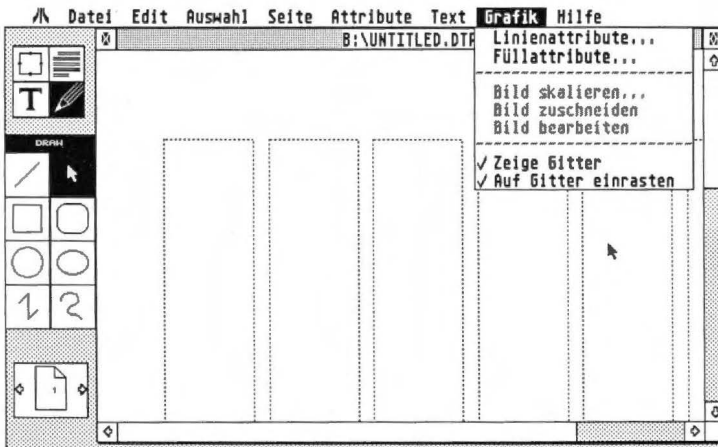 Datei Edit Auswahl Seite Attribute Text Grafik Hilfe
B:\UNTITLED.DTP
Linienattribute...
Füllattribute...
Bild skalieren...
Bild zuschneiden
Bild bearbeiten
✓ Zeige Gitter
✓ Auf Gitter einrasten
T
DRAW
1